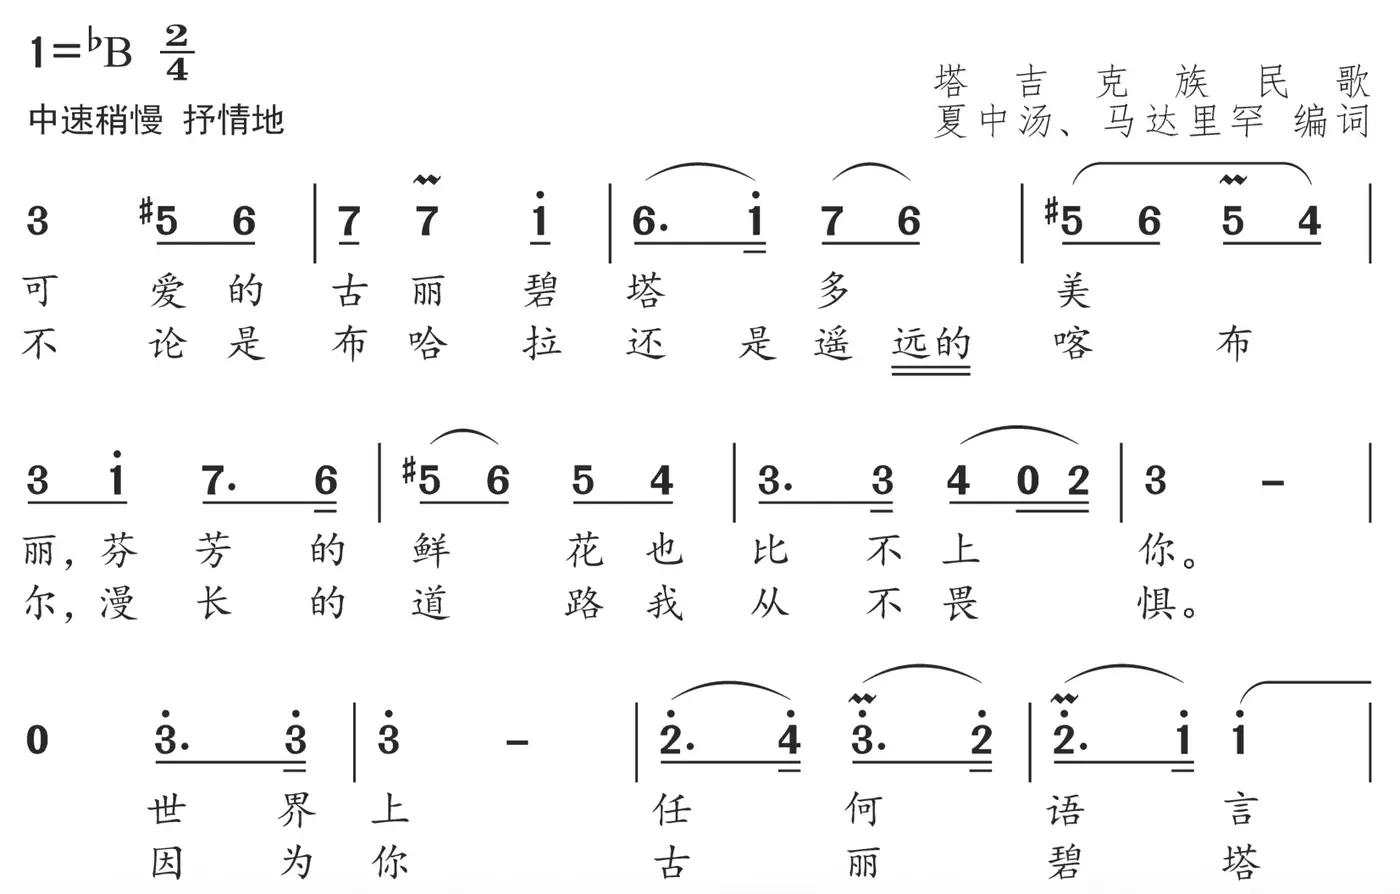 1=♭B 2/4
中速稍慢 抒情地
塔吉克族民歌
夏中汤、马达里罕 编词
3 #5 6 | 7 7 1 | 6. 1 7 6 | #5 6 5 4 |
可 爱 的 古 丽 碧 塔 多 美
不 论 是 布 哈 拉 还 是 遥 远的 喀 布
3 1 7. 6 | #5 6 5 4 | 3. 3 4 0 2 | 3 – |
丽，芬 芳 的 鲜 花 也 比 不 上 你。
尔，漫 长 的 道 路 我 从 不 畏 惧。
0 3. 3 | 3 – | 2. 4 3. 2 | 2. 1 1 |
世 界 上 任 何 语 言
因 为 你 古 丽 碧 塔